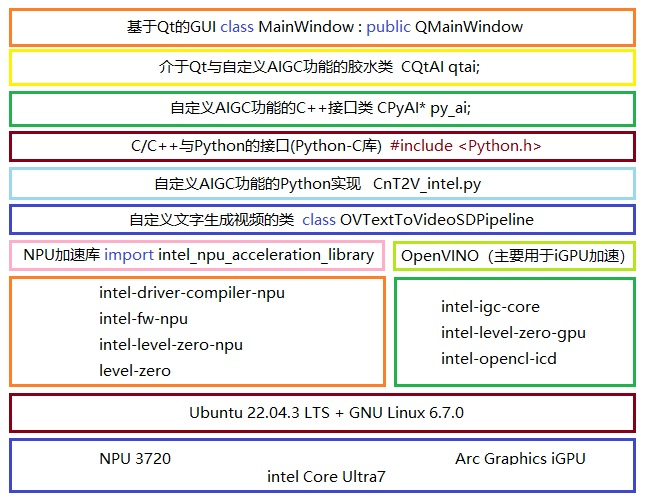 基于Qt的GUI class MainWindow : public QMainWindow
介于Qt与自定义AIGC功能的胶水类 CQtAI qtai;
自定义AIGC功能的C++接口类 CPyAI* py_ai;
C/C++与Python的接口(Python-C库) #include <Python.h>
自定义AIGC功能的Python实现 CnT2V_intel.py
自定义文字生成视频的类 class OVTextToVideoSDPipeline
NPU加速库 import intel_npu_acceleration_library
OpenVINO（主要用于iGPU加速）
intel-driver-compiler-npu
intel-fw-npu
intel-level-zero-npu
level-zero
intel-igc-core
intel-level-zero-gpu
intel-opencl-icd
Ubuntu 22.04.3 LTS + GNU Linux 6.7.0
NPU 3720
Arc Graphics iGPU
intel Core Ultra7